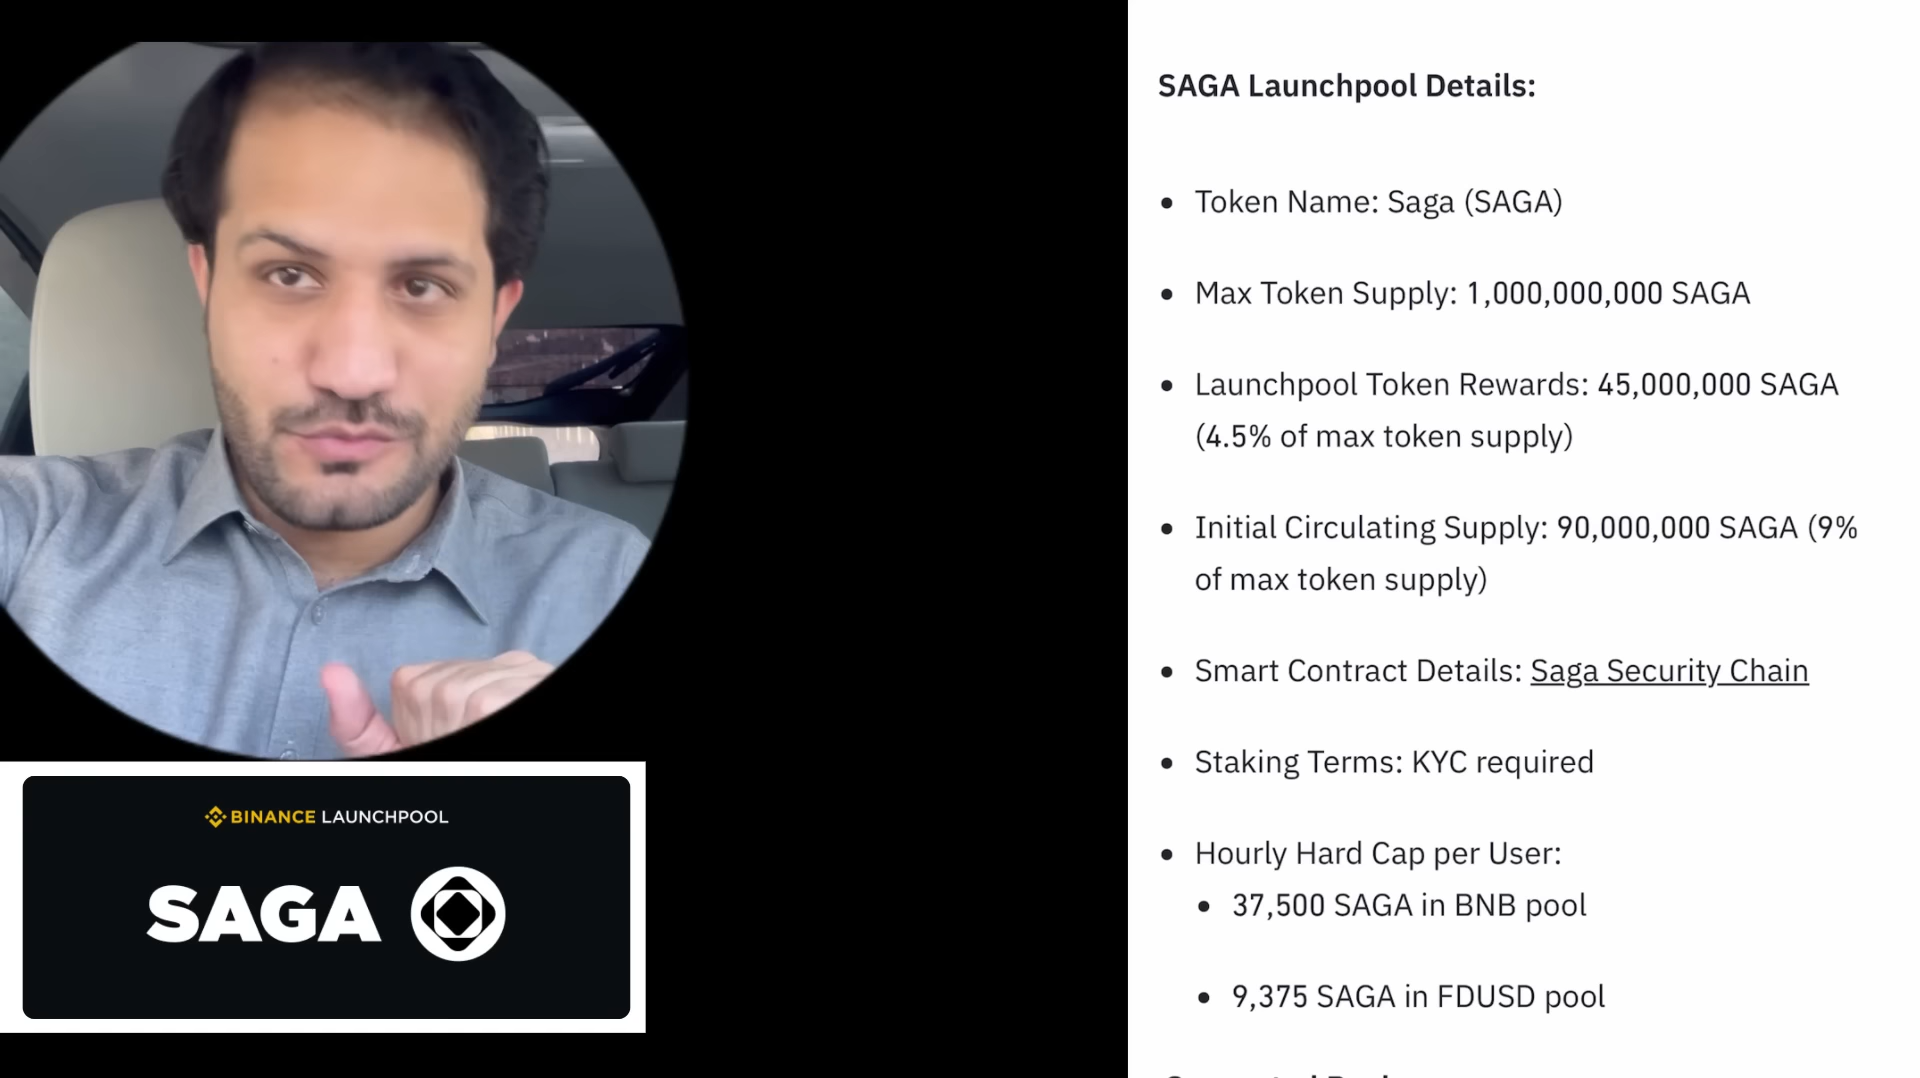 SAGA Launchpool Details:
• Token Name: Saga (SAGA)
• Max Token Supply: 1,000,000,000 SAGA
• Launchpool Token Rewards: 45,000,000 SAGA
(4.5% of max token supply)
• Initial Circulating Supply: 90,000,000 SAGA (9%
of max token supply)
• Smart Contract Details: Saga Security Chain
• Staking Terms: KYC required
• Hourly Hard Cap per User:
• 37,500 SAGA in BNB pool
• 9,375 SAGA in FDUSD pool
BINANCE LAUNCHPOOL
SAGA